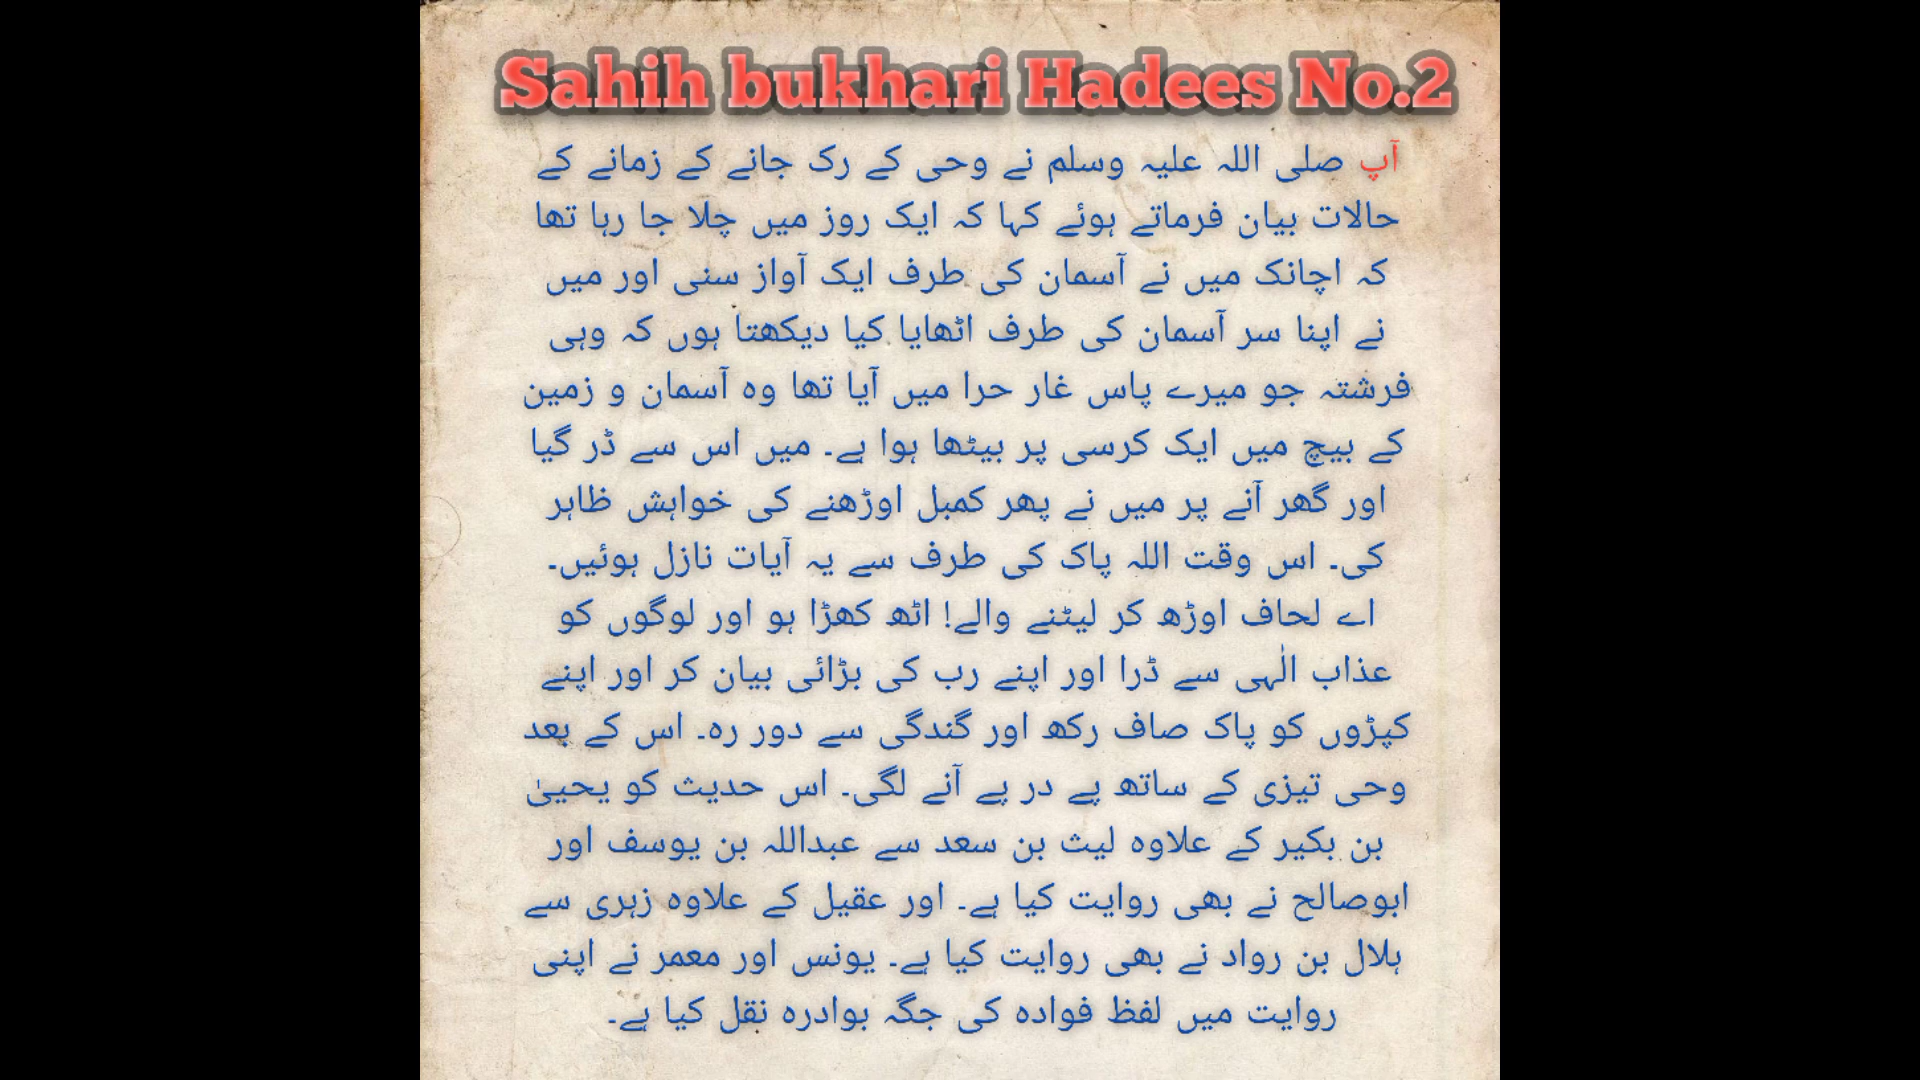 Sahih bukhari Hadees No.2
آپ صلی اللہ علیہ وسلم نے وحی کے رک جانے کے زمانے کے
حالات بیان فرماتے ہوئے کہا کہ ایک روز میں چلا جا رہا تھا
کہ اچانک میں نے آسمان کی طرف ایک آواز سنی اور میں
نے اپنا سر آسمان کی طرف اٹھایا کیا دیکھتا ہوں کہ وہی
فرشتہ جو میرے پاس غار حرا میں آیا تھا وہ آسمان و زمین
کے بیچ میں ایک کرسی پر بیٹھا ہوا ہے۔ میں اس سے ڈر گیا
اور گھر آنے پر میں نے پھر کمبل اوڑھنے کی خواہش ظاہر
کی۔ اس وقت اللہ پاک کی طرف سے یہ آیات نازل ہوئیں۔
اے لحاف اوڑھ کر لیٹنے والے! اٹھ کھڑا ہو اور لوگوں کو
عذاب الٰہی سے ڈرا اور اپنے رب کی بڑائی بیان کر اور اپنے
کپڑوں کو پاک صاف رکھ اور گندگی سے دور رہ۔ اس کے بعد
وحی تیزی کے ساتھ پے در پے آنے لگی۔ اس حدیث کو یحییٰ
بن بکیر کے علاوہ لیث بن سعد سے عبداللہ بن یوسف اور
ابوصالح نے بھی روایت کیا ہے۔ اور عقیل کے علاوہ زہری سے
ہلال بن رواد نے بھی روایت کیا ہے۔ یونس اور معمر نے اپنی
روایت میں لفظ فوادہ کی جگہ بوادرہ نقل کیا ہے۔